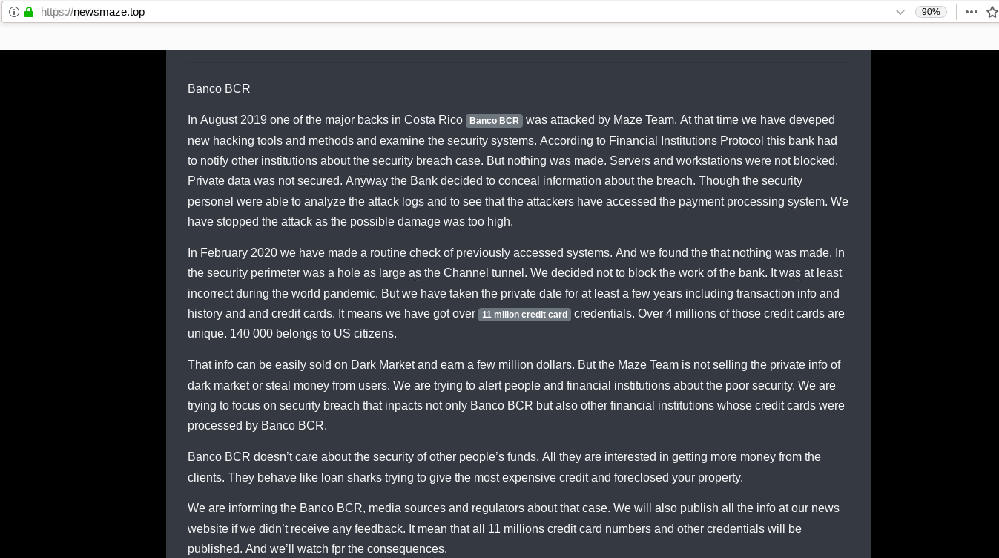 https://newsmaze.top
90%
Banco BCR
In August 2019 one of the major backs in Costa Rico Banco BCR was attacked by Maze Team. At that time we have deveped
new hacking tools and methods and examine the security systems. According to Financial Institutions Protocol this bank had
to notify other institutions about the security breach case. But nothing was made. Servers and workstations were not blocked.
Private data was not secured. Anyway the Bank decided to conceal information about the breach. Though the security
personel were able to analyze the attack logs and to see that the attackers have accessed the payment processing system. We
have stopped the attack as the possible damage was too high.
In February 2020 we have made a routine check of previously accessed systems. And we found the that nothing was made. In
the security perimeter was a hole as large as the Channel tunnel. We decided not to block the work of the bank. It was at least
incorrect during the world pandemic. But we have taken the private date for at least a few years including transaction info and
history and and credit cards. It means we have got over 11 milion credit card credentials. Over 4 millions of those credit cards are
unique. 140 000 belongs to US citizens.
That info can be easily sold on Dark Market and earn a few million dollars. But the Maze Team is not selling the private info of
dark market or steal money from users. We are trying to alert people and financial institutions about the poor security. We are
trying to focus on security breach that inpacts not only Banco BCR but also other financial institutions whose credit cards were
processed by Banco BCR.
Banco BCR doesn’t care about the security of other people’s funds. All they are interested in getting more money from the
clients. They behave like loan sharks trying to give the most expensive credit and foreclosed your property.
We are informing the Banco BCR, media sources and regulators about that case. We will also publish all the info at our news
website if we didn’t receive any feedback. It mean that all 11 millions credit card numbers and other credentials will be
published. And we’ll watch fpr the consequences.